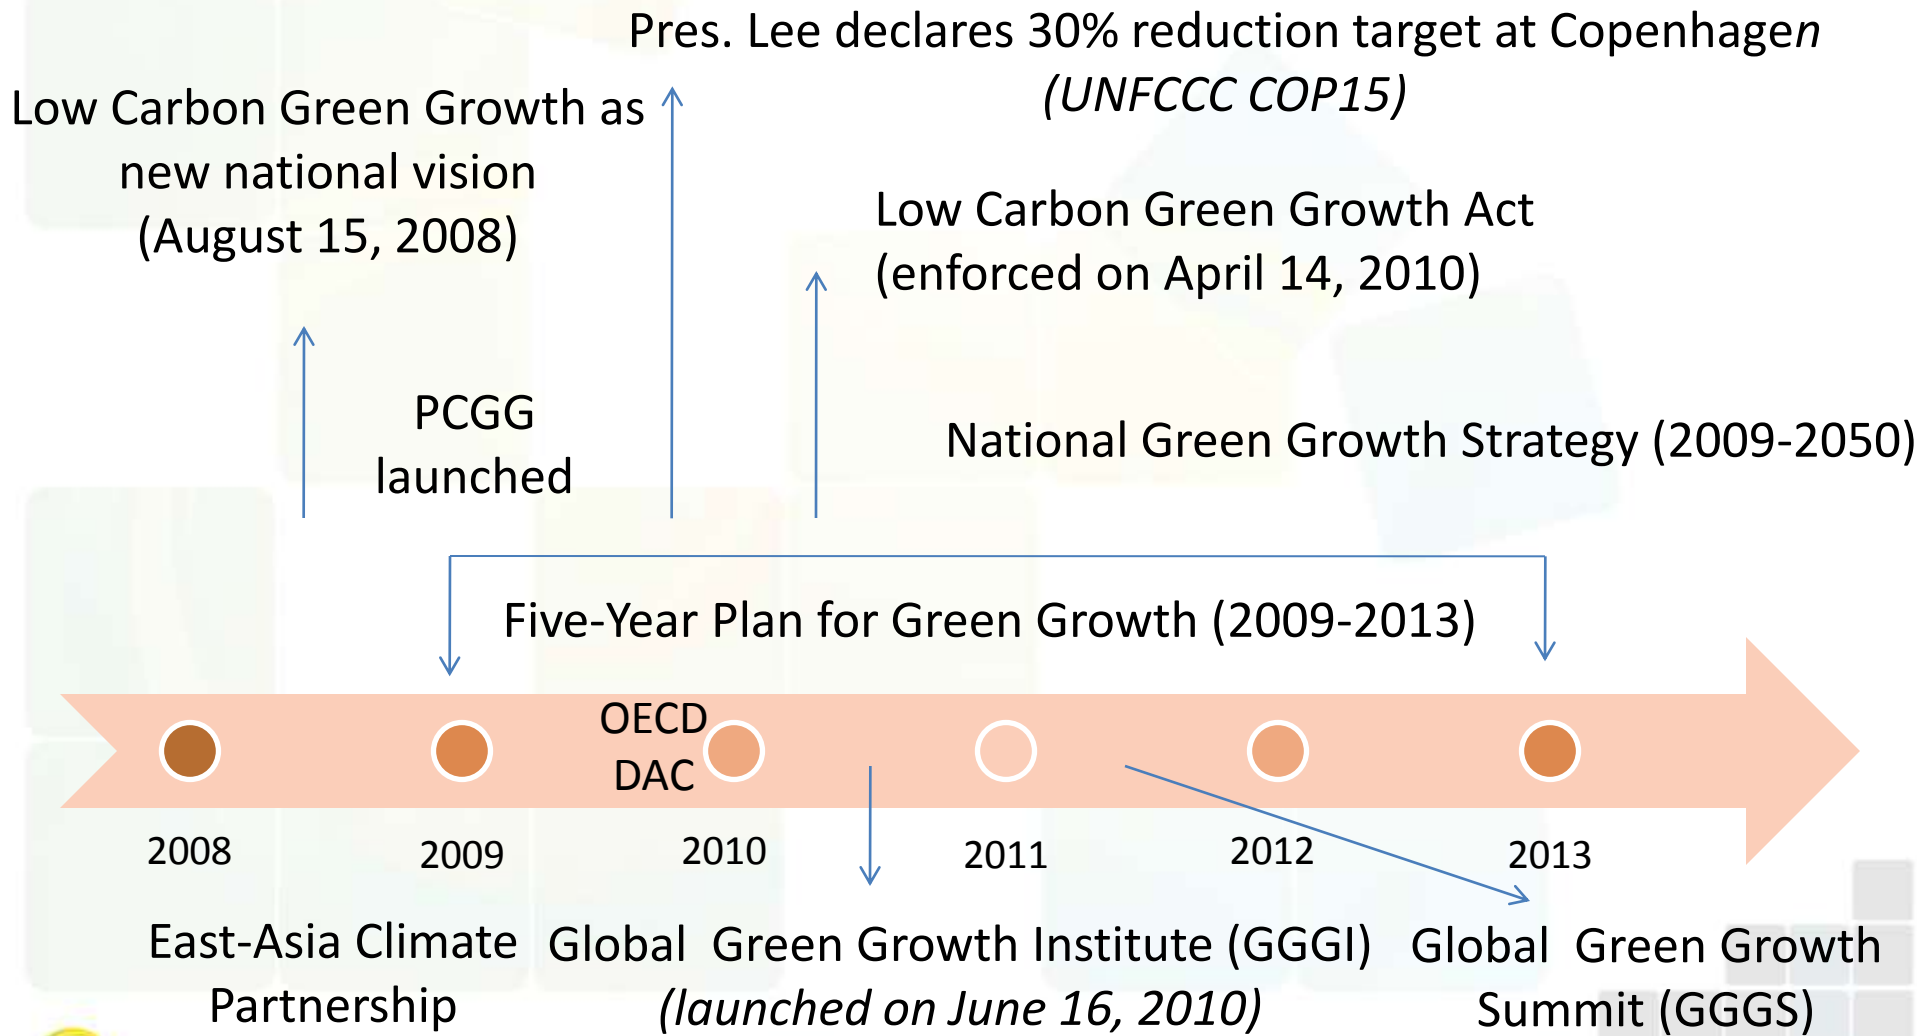 Pres. Lee declares 30% reduction target at Copenhagen
(UNFCCC COP15)
Low Carbon Green Growth as
new national vision
(August 15, 2008)
Low Carbon Green Growth Act
(enforced on April 14, 2010)
PCGG
launched
National Green Growth Strategy (2009-2050)
Five-Year Plan for Green Growth (2009-2013)
OECD
DAC
2008
2009
2010
2011
2012
2013
East-Asia Climate
Partnership
Global Green Growth Institute (GGGI)
(launched on June 16, 2010)
Global Green Growth
Summit (GGGS)